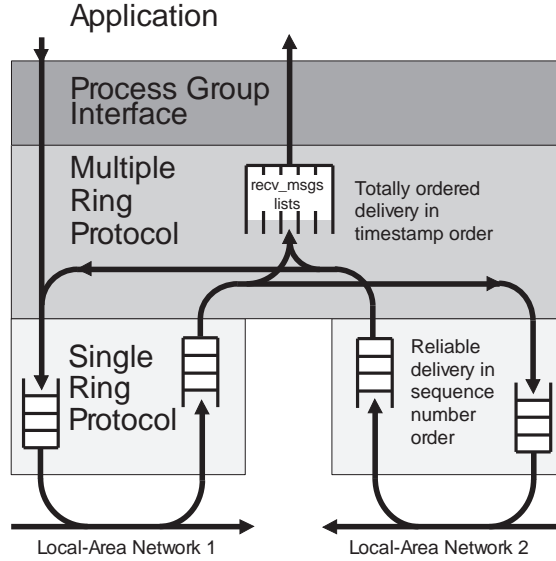 Application
Process Group
Interface
Multiple
Ring
Protocol
recv_msgs
lists
Totally ordered
delivery in
timestamp order
Single
Ring
Protocol
Reliable
delivery in
sequence
number
order
Local-Area Network 1
Local-Area Network 2